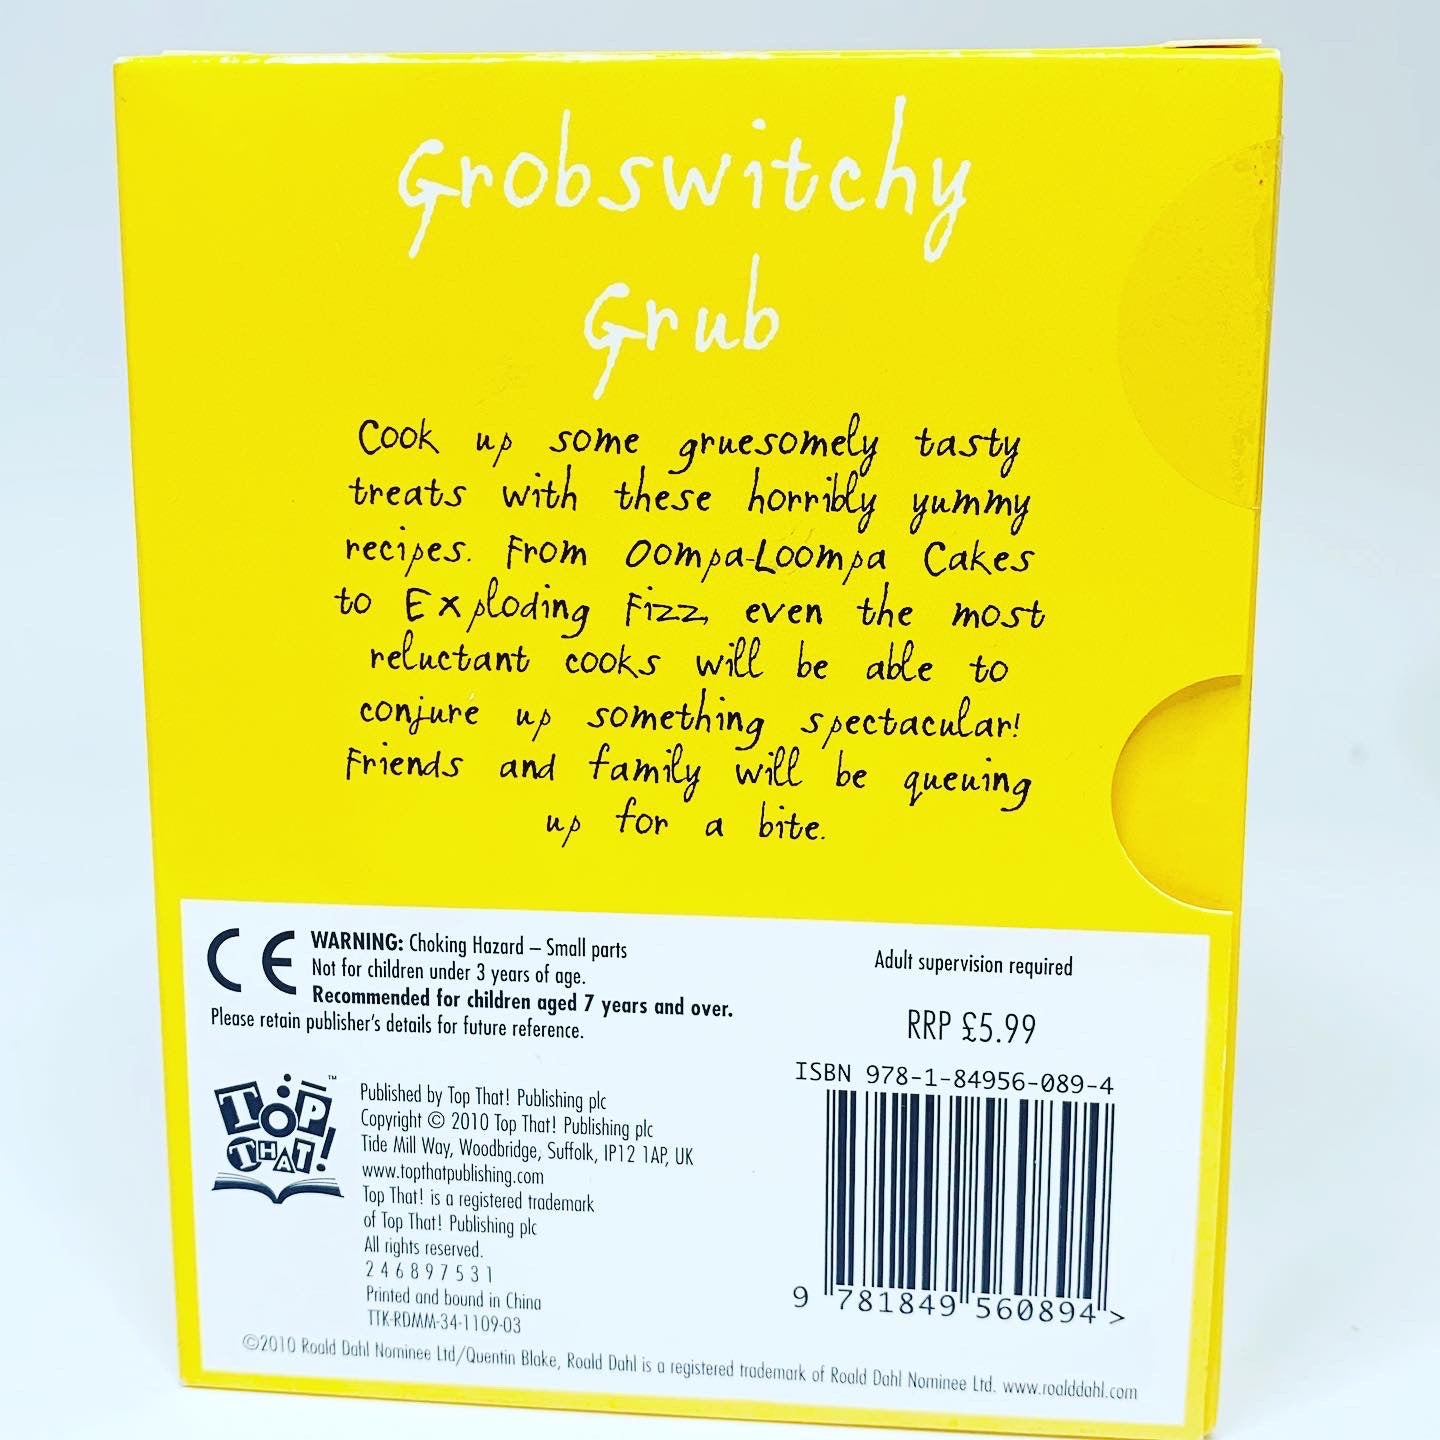 Grobswitchy
Grub
Cook up some gruesomely tasty
treats with these horribly yummy
recipes. From Oompa-Loompa Cakes
to Exploding Fizz, even the most
reluctant cooks will be able to
conjure up something spectacular!
Friends and family will be queuing
up for a bite.
CE
WARNING: Choking Hazard – Small parts
Not for children under 3 years of age.
Recommended for children aged 7 years and over.
Please retain publisher's details for future reference.
Adult supervision required
RRP £5.99
ISBN 978-1-84956-089-4
9 781849 560894 >
TOP
THAT!
™
Published by Top That! Publishing plc
Copyright © 2010 Top That! Publishing plc
Tide Mill Way, Woodbridge, Suffolk, IP12 1AP, UK
www.topthatpublishing.com
Top That! is a registered trademark
of Top That! Publishing plc
All rights reserved.
2 4 6 8 9 7 5 3 1
Printed and bound in China
TTK-RDMM-34-1109-03
©2010 Roald Dahl Nominee Ltd/Quentin Blake, Roald Dahl is a registered trademark of Roald Dahl Nominee Ltd. www.roalddahl.com